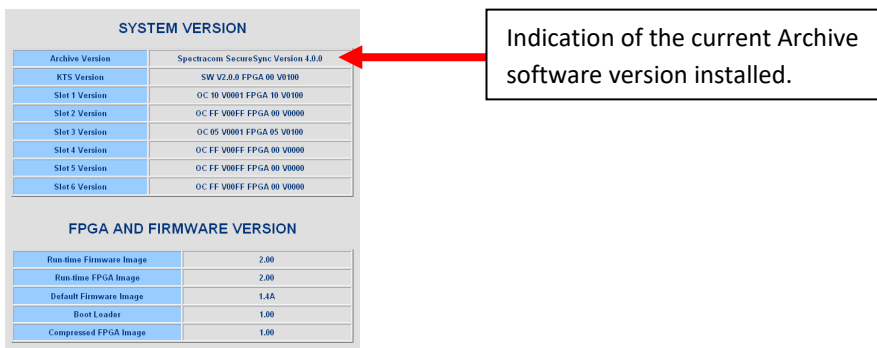 SYSTEM VERSION
Archive Version Spectracom SecureSync Version 4.0.0
KTS Version SW V2.0.0 FPGA 00 V0100
Slot 1 Version OC 10 V0001 FPGA 10 V0100
Slot 2 Version OC FF V00FF FPGA 00 V0000
Slot 3 Version OC 05 V0001 FPGA 05 V0100
Slot 4 Version OC FF V00FF FPGA 00 V0000
Slot 5 Version OC FF V00FF FPGA 00 V0000
Slot 6 Version OC FF V00FF FPGA 00 V0000
Indication of the current Archive
software version installed.
FPGA AND FIRMWARE VERSION
Run-time Firmware Image 2.00
Run-time FPGA Image 2.00
Default Firmware Image 1.4A
Boot Loader 1.00
Compressed FPGA Image 1.00